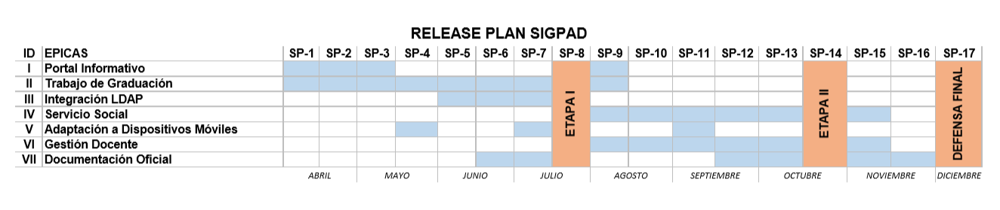 RELEASE PLAN SIGPAD
ID EPICAS SP-1 SP-2 SP-3 SP-4 SP-5 SP-6 SP-7 SP-8 SP-9 SP-10 SP-11 SP-12 SP-13 SP-14 SP-15 SP-16 SP-17
I Portal Informativo
II Trabajo de Graduación
III Integración LDAP
IV Servicio Social
V Adaptación a Dispositivos Móviles
VI Gestión Docente
VII Documentación Oficial
ETAPA I
ETAPA II
DEFENSA FINAL
ABRIL MAYO JUNIO JULIO AGOSTO SEPTIEMBRE OCTUBRE NOVIEMBRE DICIEMBRE